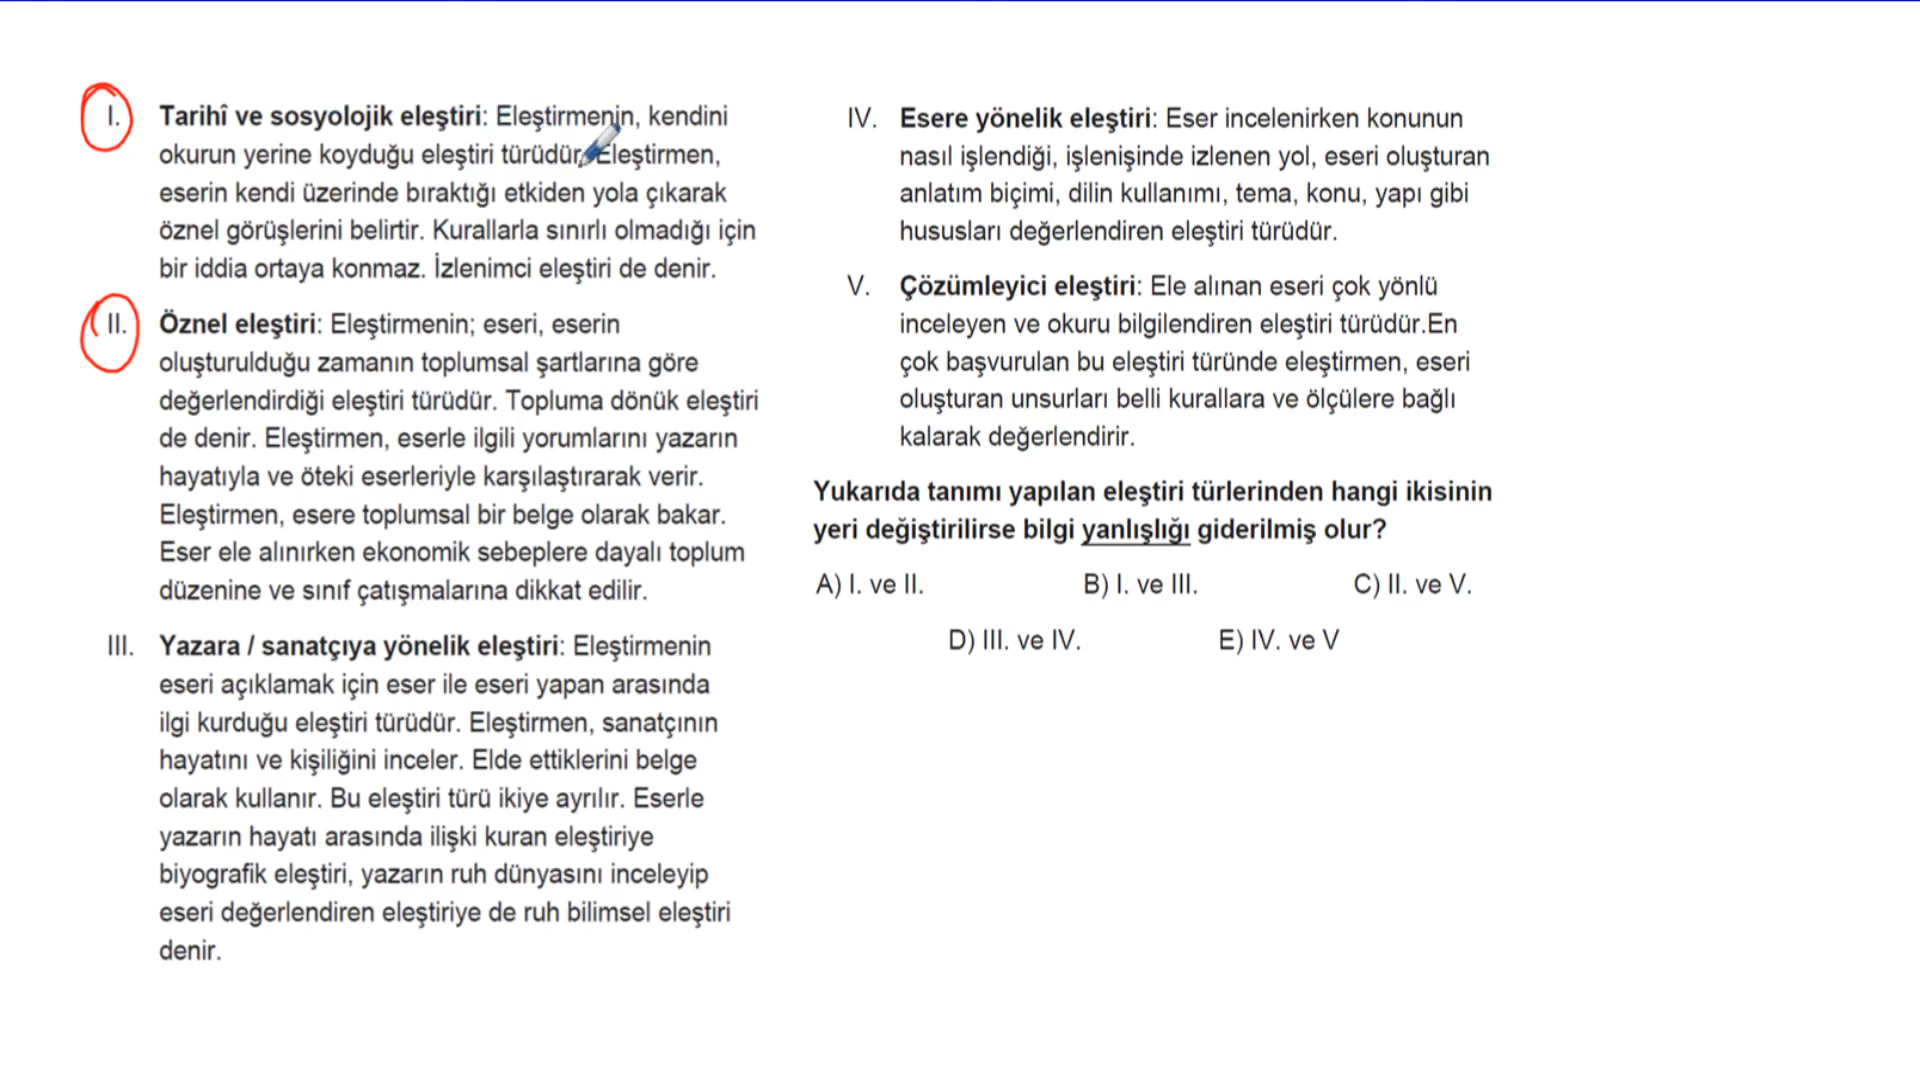 I. Tarihî ve sosyolojik eleştiri: Eleştirmenin, kendini
okurun yerine koyduğu eleştiri türüdür. Eleştirmen,
eserin kendi üzerinde bıraktığı etkiden yola çıkarak
öznel görüşlerini belirtir. Kurallarla sınırlı olmadığı için
bir iddia ortaya konmaz. İzlenimci eleştiri de denir.
II. Öznel eleştiri: Eleştirmenin; eseri, eserin
oluşturulduğu zamanın toplumsal şartlarına göre
değerlendirdiği eleştiri türüdür. Topluma dönük eleştiri
de denir. Eleştirmen, eserle ilgili yorumlarını yazarın
hayatıyla ve öteki eserleriyle karşılaştırarak verir.
Eleştirmen, esere toplumsal bir belge olarak bakar.
Eser ele alınırken ekonomik sebeplere dayalı toplum
düzenine ve sınıf çatışmalarına dikkat edilir.
III. Yazara / sanatçıya yönelik eleştiri: Eleştirmenin
eseri açıklamak için eser ile eseri yapan arasında
ilgi kurduğu eleştiri türüdür. Eleştirmen, sanatçının
hayatını ve kişiliğini inceler. Elde ettiklerini belge
olarak kullanır. Bu eleştiri türü ikiye ayrılır. Eserle
yazarın hayatı arasında ilişki kuran eleştiriye
biyografik eleştiri, yazarın ruh dünyasını inceleyip
eseri değerlendiren eleştiriye de ruh bilimsel eleştiri
denir.
IV. Esere yönelik eleştiri: Eser incelenirken konunun
nasıl işlendiği, işlenişinde izlenen yol, eseri oluşturan
anlatım biçimi, dilin kullanımı, tema, konu, yapı gibi
hususları değerlendiren eleştiri türüdür.
V. Çözümleyici eleştiri: Ele alınan eseri çok yönlü
inceleyen ve okuru bilgilendiren eleştiri türüdür.En
çok başvurulan bu eleştiri türünde eleştirmen, eseri
oluşturan unsurları belli kurallara ve ölçülere bağlı
kalarak değerlendirir.
Yukarıda tanımı yapılan eleştiri türlerinden hangi ikisinin
yeri değiştirilirse bilgi yanlışlığı giderilmiş olur?
A) I. ve II. B) I. ve III. C) II. ve V.
D) III. ve IV. E) IV. ve V